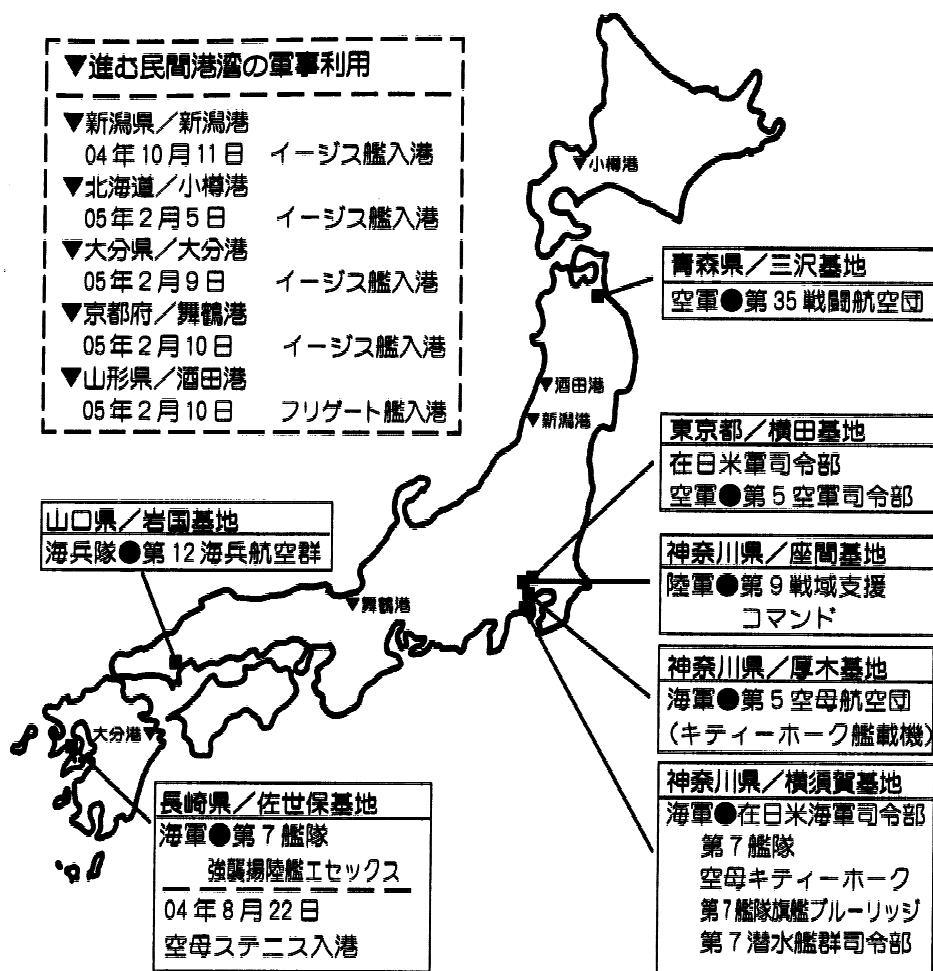 ▼進む民間港湾の軍事利用
▼新潟県／新潟港
04年10月11日　イージス艦入港
▼北海道／小樽港
05年2月5日　イージス艦入港
▼大分県／大分港
05年2月9日　イージス艦入港
▼京都府／舞鶴港
05年2月10日　イージス艦入港
▼山形県／酒田港
05年2月10日　フリゲート艦入港
▼小樽港
青森県／三沢基地
空軍●第35戦闘航空団
▼酒田港
▼新潟港
東京都／横田基地
在日米軍司令部
空軍●第5空軍司令部
山口県／岩国基地
海兵隊●第12海兵航空群
神奈川県／座間基地
陸軍●第9戦域支援
コマンド
▼舞鶴港
神奈川県／厚木基地
海軍●第5空母航空団
(キティーホーク艦載機)
大分港▼
長崎県／佐世保基地
海軍●第7艦隊
強襲揚陸艦エセックス
04年8月22日
空母ステニス入港
神奈川県／横須賀基地
海軍●在日米海軍司令部
第7艦隊
空母キティーホーク
第7艦隊旗艦ブルーリッジ
第7潜水艦群司令部